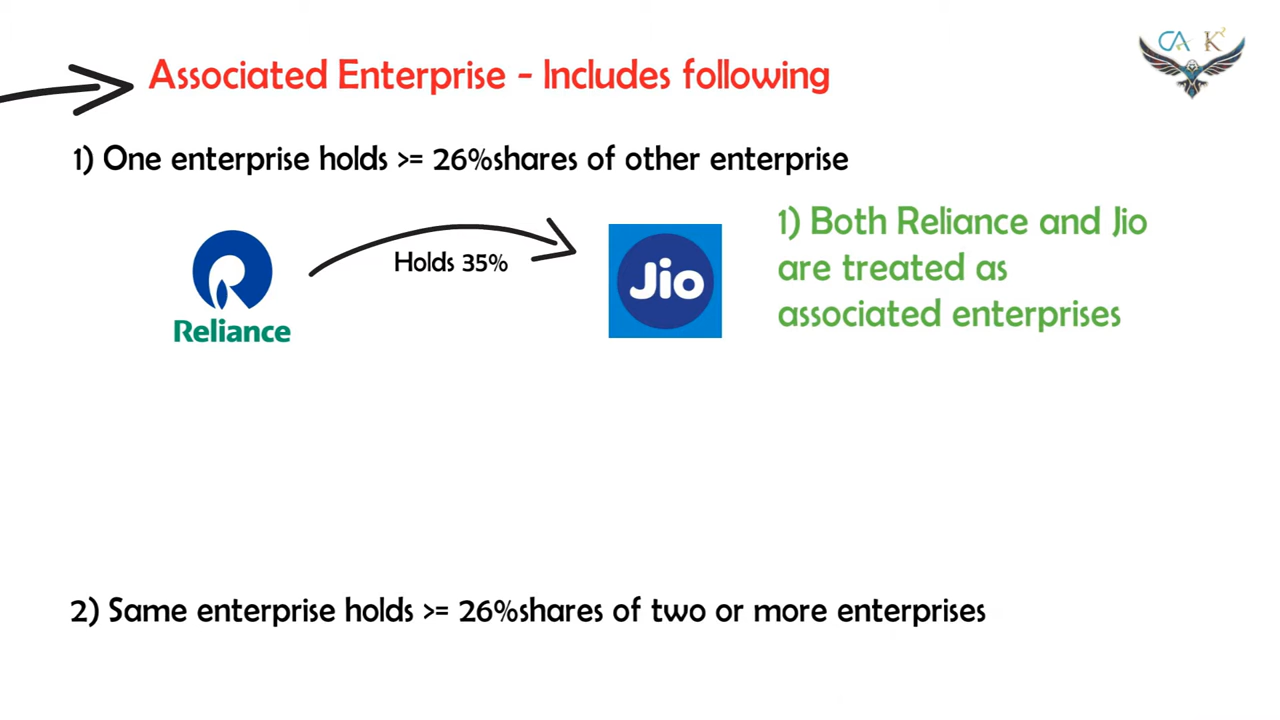 CA K
Associated Enterprise - Includes following
1) One enterprise holds >= 26%shares of other enterprise
1) Both Reliance and Jio
are treated as
associated enterprises
Holds 35%
Jio
Reliance
2) Same enterprise holds >= 26%shares of two or more enterprises